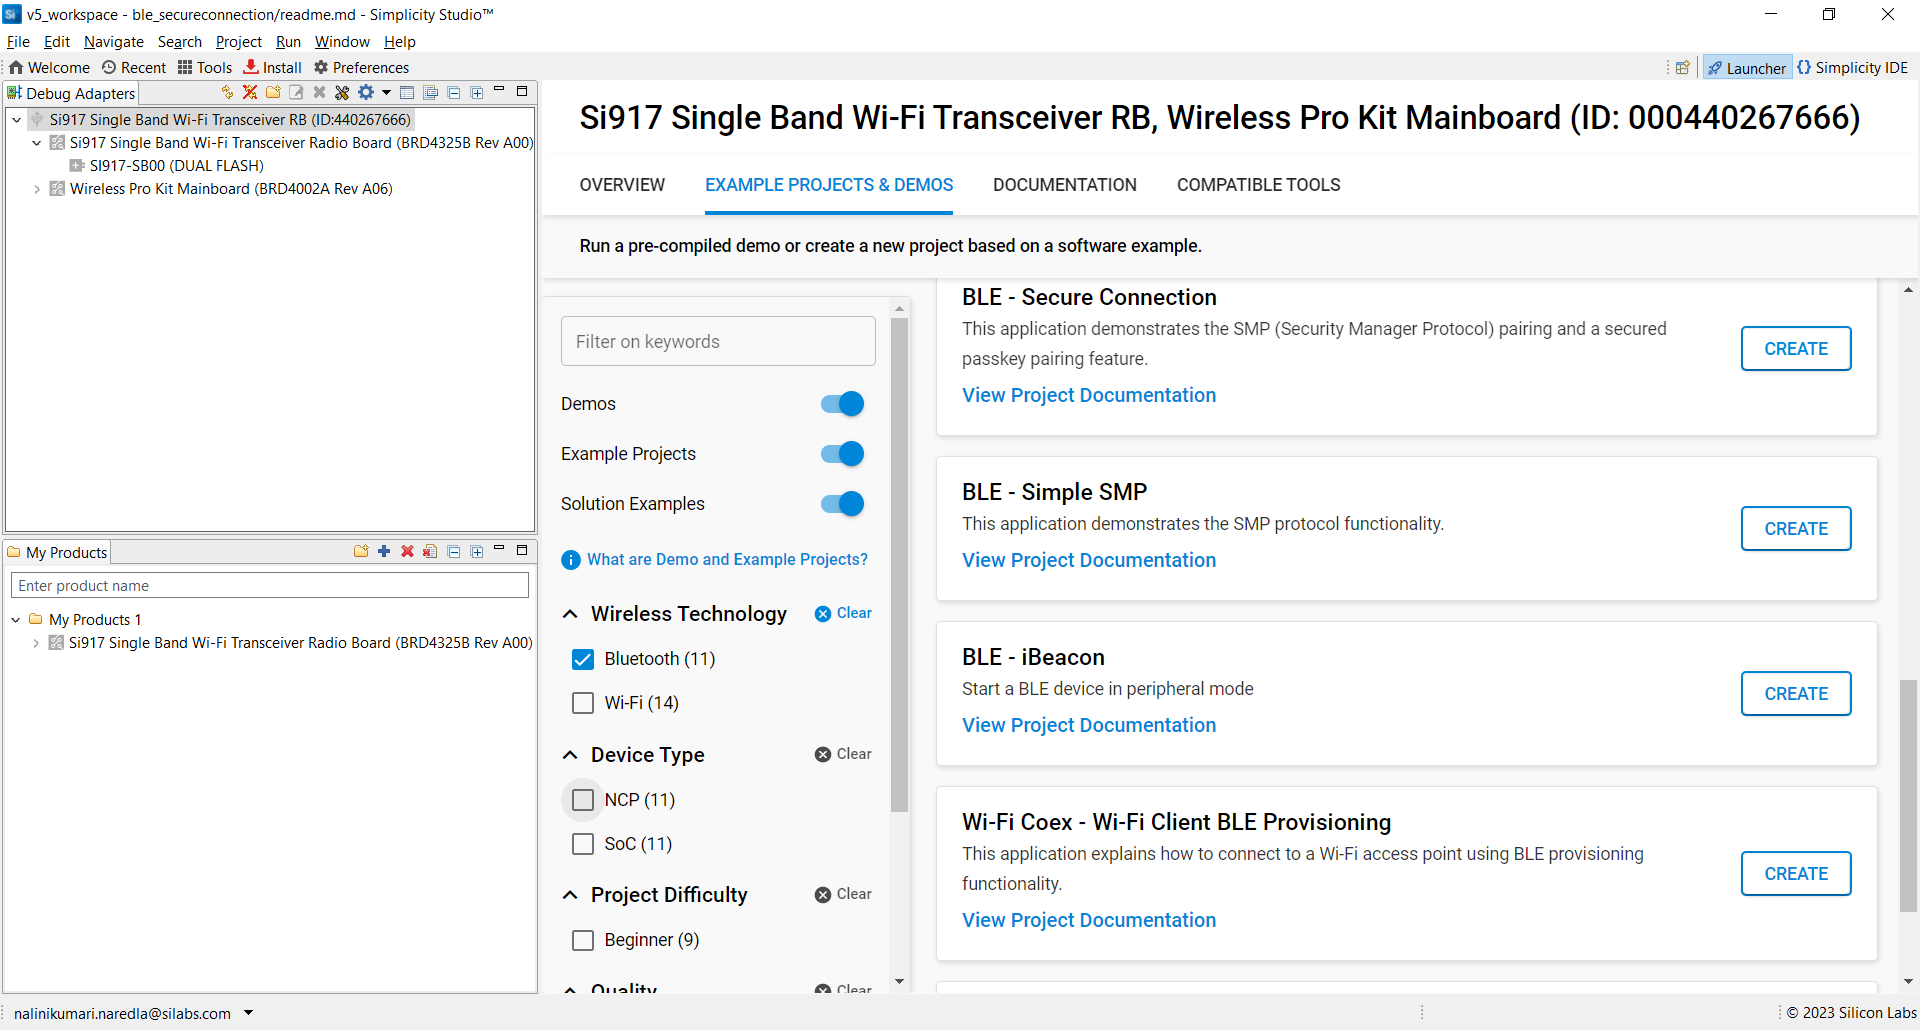 v5_workspace - ble_secureconnection/readme.md - Simplicity Studio™
File Edit Navigate Search Project Run Window Help
Welcome Recent Tools Install Preferences
Launcher Simplicity IDE
Debug Adapters
Si917 Single Band Wi-Fi Transceiver RB (ID:440267666)
Si917 Single Band Wi-Fi Transceiver Radio Board (BRD4325B Rev A00)
SI917-SB00 (DUAL FLASH)
Wireless Pro Kit Mainboard (BRD4002A Rev A06)
My Products
Enter product name
My Products 1
Si917 Single Band Wi-Fi Transceiver Radio Board (BRD4325B Rev A00)
Si917 Single Band Wi-Fi Transceiver RB, Wireless Pro Kit Mainboard (ID: 000440267666)
OVERVIEW EXAMPLE PROJECTS & DEMOS DOCUMENTATION COMPATIBLE TOOLS
Run a pre-compiled demo or create a new project based on a software example.
Filter on keywords
Demos
Example Projects
Solution Examples
What are Demo and Example Projects?
Wireless Technology Clear
Bluetooth (11)
Wi-Fi (14)
Device Type Clear
NCP (11)
SoC (11)
Project Difficulty Clear
Beginner (9)
Quality Clear
BLE - Secure Connection
This application demonstrates the SMP (Security Manager Protocol) pairing and a secured
passkey pairing feature.
View Project Documentation
CREATE
BLE - Simple SMP
This application demonstrates the SMP protocol functionality.
View Project Documentation
CREATE
BLE - iBeacon
Start a BLE device in peripheral mode
View Project Documentation
CREATE
Wi-Fi Coex - Wi-Fi Client BLE Provisioning
This application explains how to connect to a Wi-Fi access point using BLE provisioning
functionality.
View Project Documentation
CREATE
nalinikumari.naredla@silabs.com
© 2023 Silicon Labs